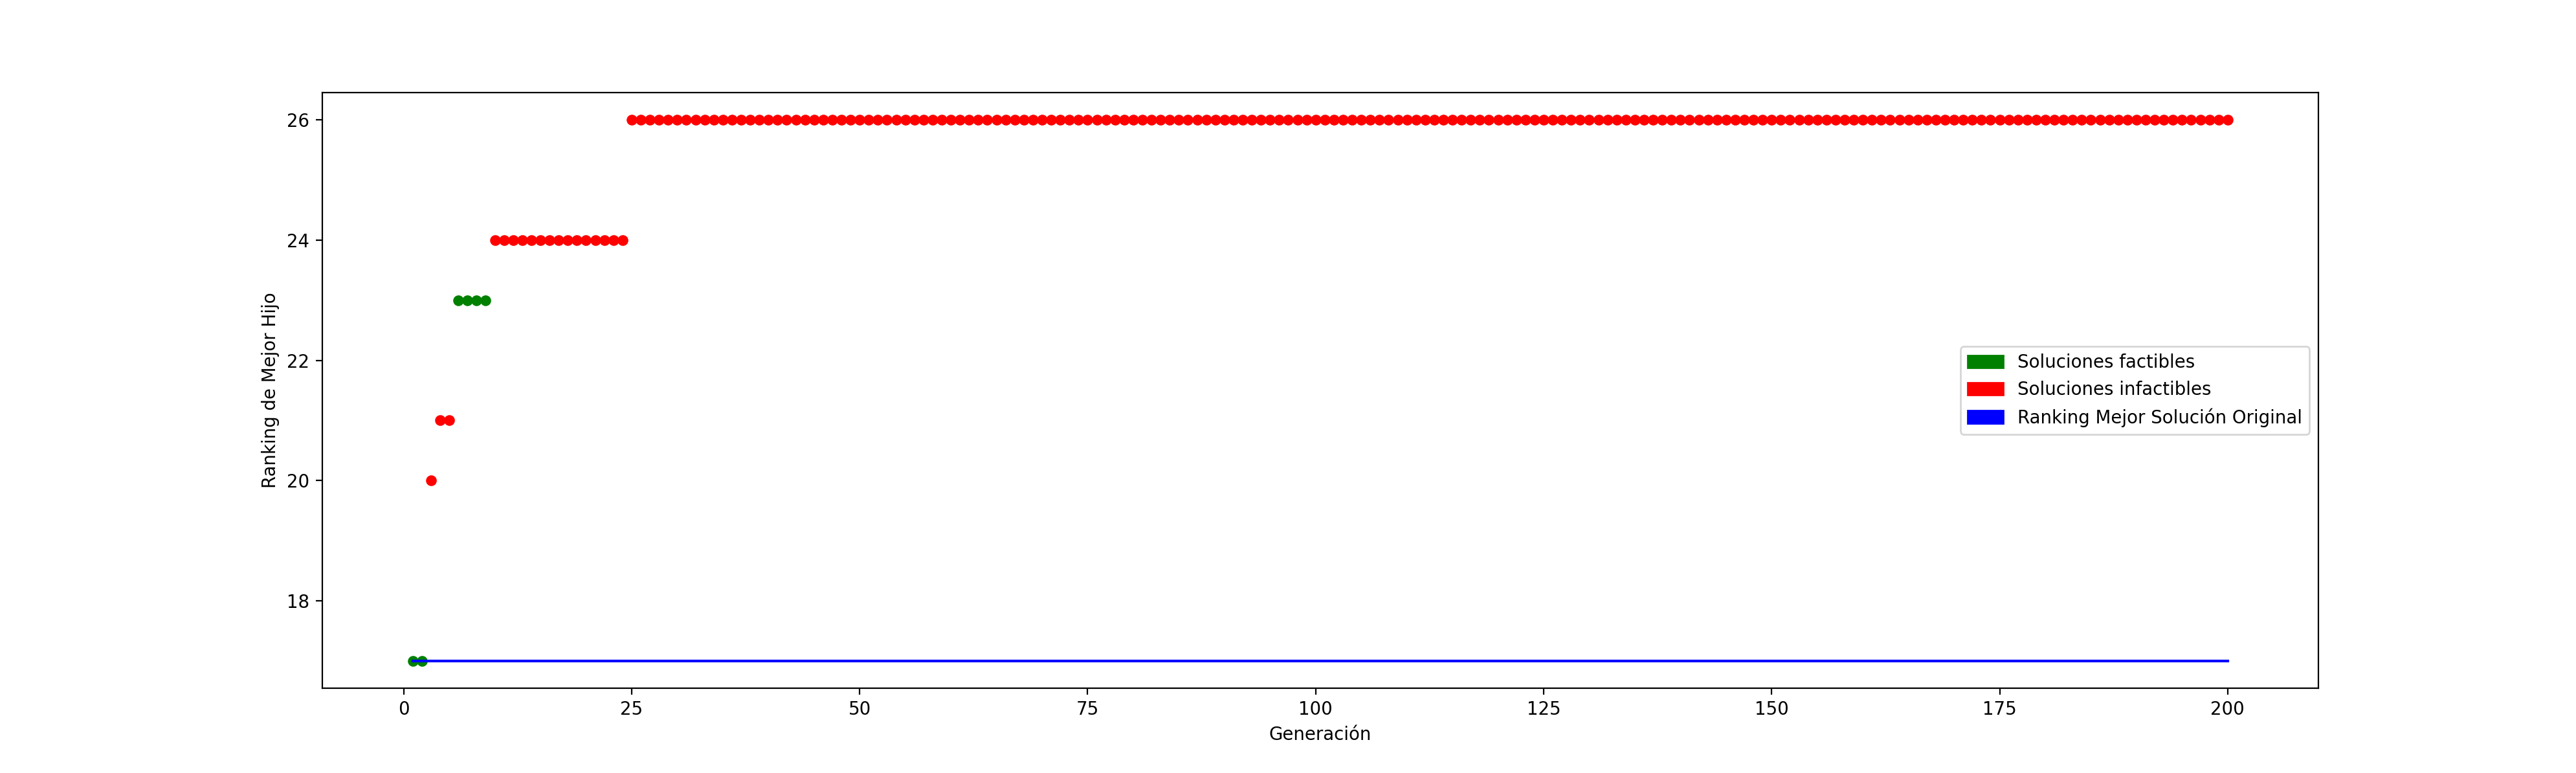 26
24
22
20
18
Ranking de Mejor Hijo
Soluciones factibles
Soluciones infactibles
Ranking Mejor Solución Original
0 25 50 75 100 125 150 175 200
Generación